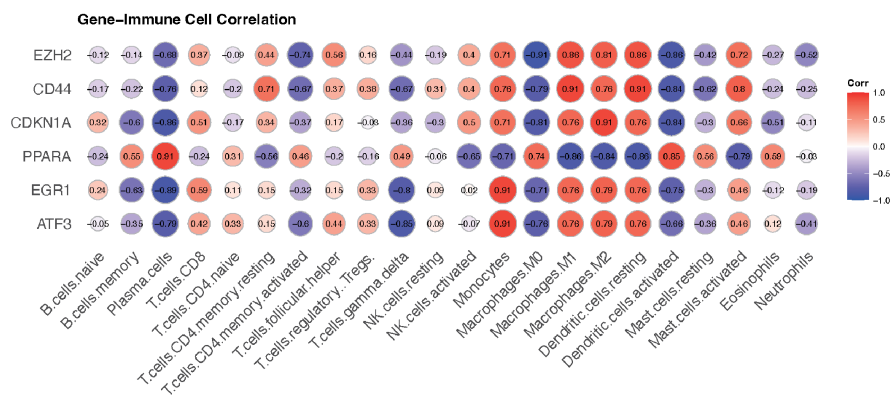 Gene−Immune Cell Correlation
EZH2 −0.12 −0.14 −0.68 0.37 −0.09 0.44 −0.74 0.56 0.16 −0.44 −0.19 0.4 0.71 −0.91 0.86 0.81 0.86 −0.86 −0.42 0.72 −0.27 −0.52
CD44 −0.17 −0.22 −0.76 0.12 −0.2 0.71 −0.67 0.37 0.38 −0.67 0.31 0.4 0.76 −0.79 0.91 0.76 0.91 −0.84 −0.62 0.8 −0.24 −0.25
CDKN1A 0.32 −0.6 −0.86 0.51 −0.17 0.34 −0.37 0.17 −0.03 −0.36 −0.3 0.5 0.71 −0.81 0.76 0.91 0.76 −0.94 −0.3 0.66 −0.51 −0.11
PPARA −0.24 0.55 0.91 −0.24 0.31 −0.56 0.46 −0.2 −0.16 0.49 −0.06 −0.65 −0.71 0.74 −0.86 −0.84 −0.86 0.85 0.56 −0.79 0.59 −0.03
EGR1 0.24 −0.63 −0.89 0.59 0.11 0.15 −0.32 0.15 0.33 −0.8 0.09 0.02 0.91 −0.71 0.76 0.79 0.76 −0.75 −0.3 0.46 −0.12 −0.19
ATF3 −0.05 −0.35 −0.79 0.42 0.33 0.15 −0.6 0.44 0.33 −0.85 0.09 −0.07 0.91 −0.76 0.76 0.79 0.76 −0.66 −0.36 0.46 0.12 −0.41
B.cells.naive
B.cells.memory
Plasma.cells
T.cells.CD8
T.cells.CD4.naive
T.cells.CD4.memory.resting
T.cells.CD4.memory.activated
T.cells.follicular.helper
T.cells.regulatory..Tregs.
T.cells.gamma.delta
NK.cells.resting
NK.cells.activated
Monocytes
Macrophages.M0
Macrophages.M1
Macrophages.M2
Dendritic.cells.resting
Dendritic.cells.activated
Mast.cells.resting
Mast.cells.activated
Eosinophils
Neutrophils
Corr
1.0
0.5
0.0
−0.5
−1.0